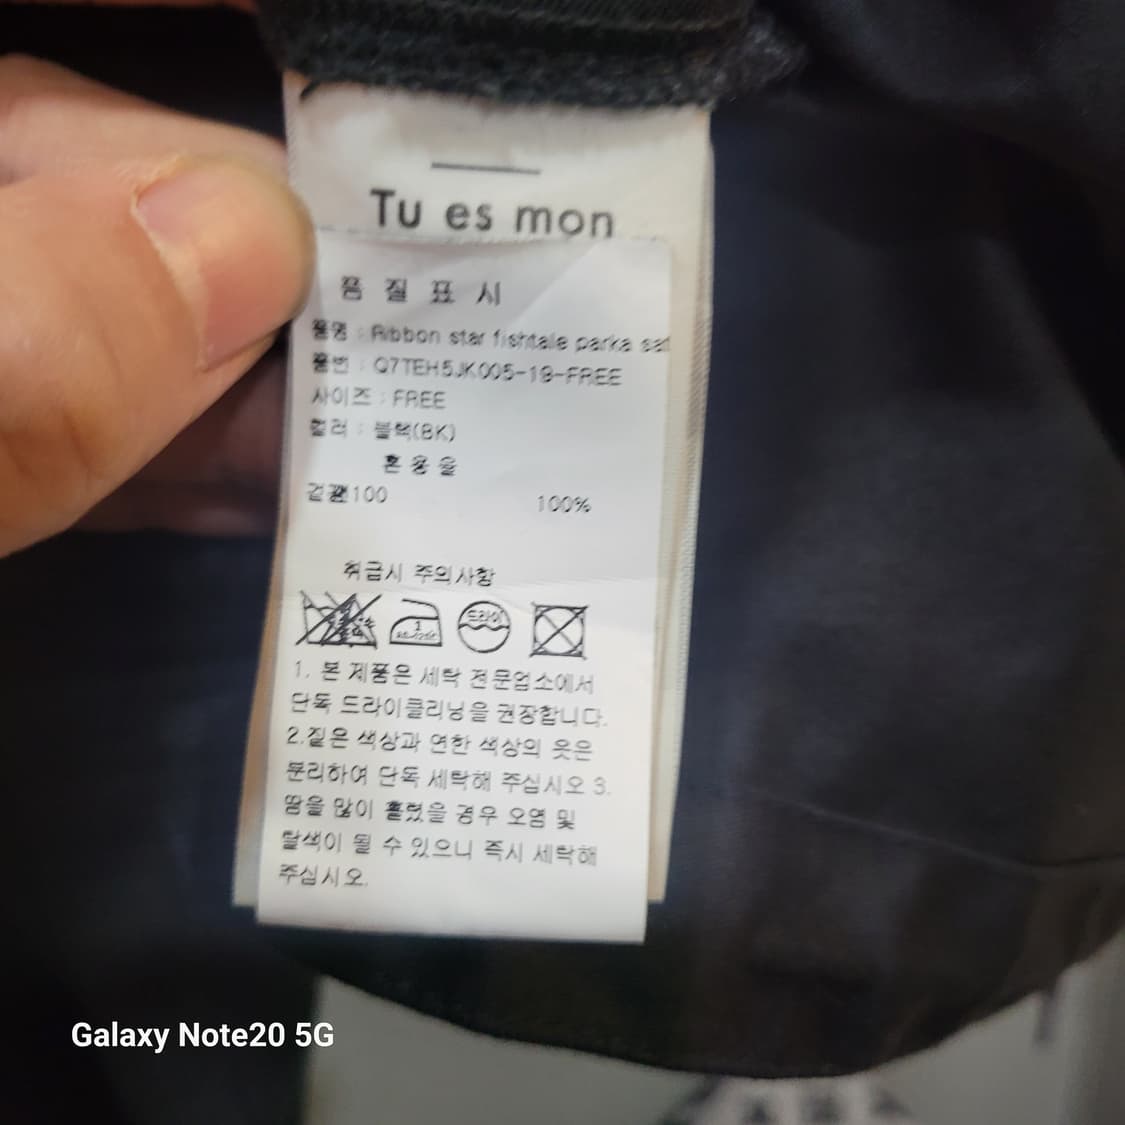 Tu es mon
품 질 표 시
품명 : Ribbon star fishtale parka set
품번 : Q7TEH5JK005-19-FREE
사이즈 : FREE
컬러 : 블랙(BK)
혼 용 율
100%
취급시 주의사항
드라이
1. 본 제품은 세탁 전문업소에서
단독 드라이클리닝을 권장합니다.
2.짙은 색상과 연한 색상의 옷은
분리하여 단독 세탁해 주십시오 3.
땀을 많이 흘렸을 경우 오염 및
탈색이 될 수 있으니 즉시 세탁해
주십시오.
Galaxy Note20 5G